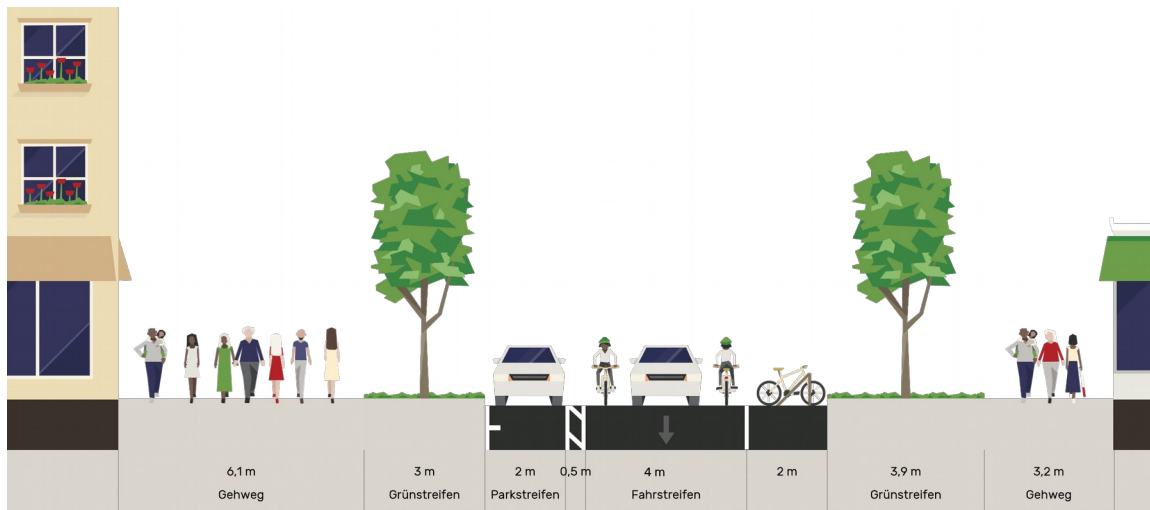 6,1 m
Gehweg
3 m
Grünstreifen
2 m
Parkstreifen
0,5 m
4 m
Fahrstreifen
2 m
3,9 m
Grünstreifen
3,2 m
Gehweg